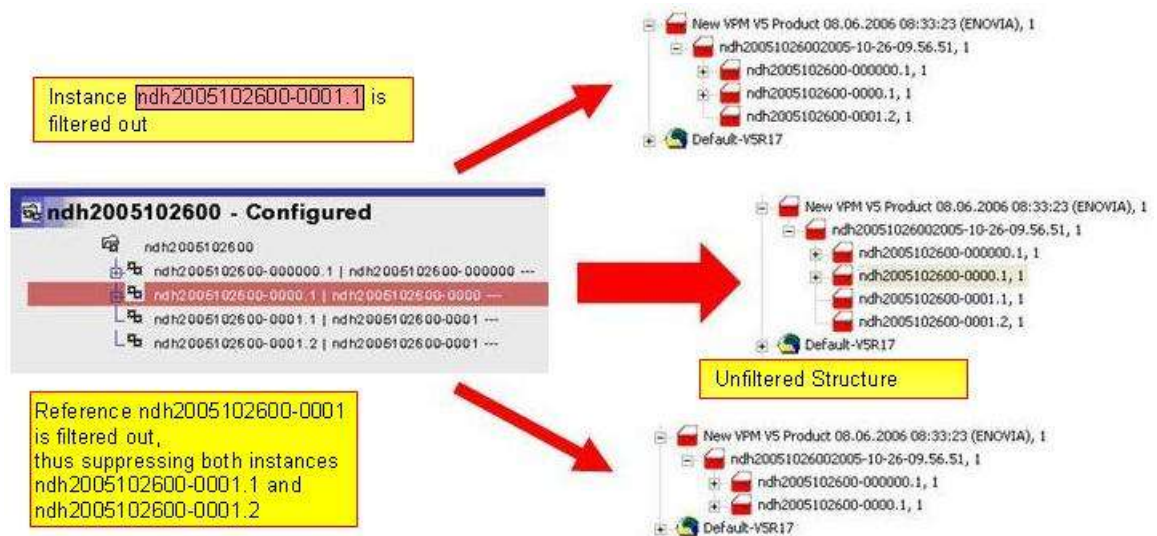 New VPM V5 Product 08.06.2006 08:33:23 (ENOVIA), 1
ndh20051026002005-10-26-09.56.51, 1
ndh2005102600-000000.1, 1
ndh2005102600-0000.1, 1
ndh2005102600-0001.2, 1
Default-V5R17
Instance ndh2005102600-0001.1 is
filtered out
ndh2005102600 - Configured
ndh2005102600
ndh2005102600-000000.1 | ndh2005102600-000000 ---
ndh2005102600-0000.1 | ndh2005102600-0000 ---
ndh2005102600-0001.1 | ndh2005102600-0001 ---
ndh2005102600-0001.2 | ndh2005102600-0001 ---
New VPM V5 Product 08.06.2006 08:33:23 (ENOVIA), 1
ndh20051026002005-10-26-09.56.51, 1
ndh2005102600-000000.1, 1
ndh2005102600-0000.1, 1
ndh2005102600-0001.1, 1
ndh2005102600-0001.2, 1
Default-V5R17
Unfiltered Structure
Reference ndh2005102600-0001
is filtered out,
thus suppressing both instances
ndh2005102600-0001.1 and
ndh2005102600-0001.2
New VPM V5 Product 08.06.2006 08:33:23 (ENOVIA), 1
ndh20051026002005-10-26-09.56.51, 1
ndh2005102600-000000.1, 1
ndh2005102600-0000.1, 1
Default-V5R17